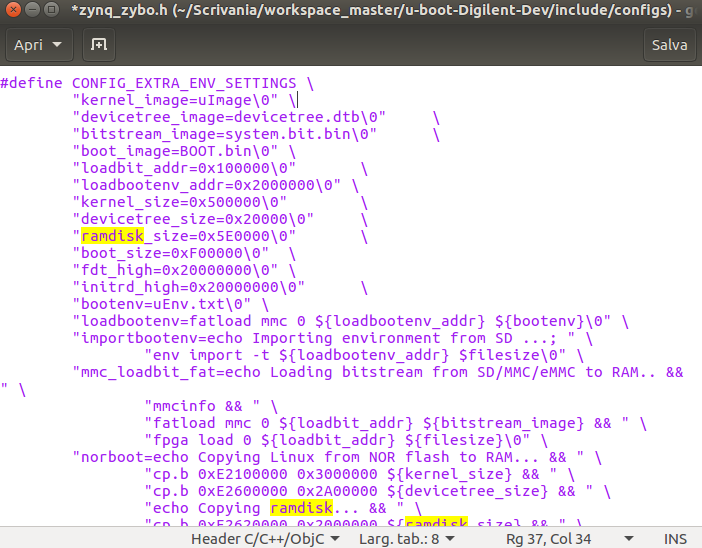 *zynq_zybo.h (~/Scrivania/workspace_master/u-boot-Digilent-Dev/include/configs) - g
Apri Salva
#define CONFIG_EXTRA_ENV_SETTINGS \
"kernel_image=uImage\0" \
"devicetree_image=devicetree.dtb\0" \
"bitstream_image=system.bit.bin\0" \
"boot_image=BOOT.bin\0" \
"loadbit_addr=0x100000\0" \
"loadbootenv_addr=0x2000000\0" \
"kernel_size=0x500000\0" \
"devicetree_size=0x20000\0" \
"ramdisk_size=0x5E0000\0" \
"boot_size=0xF00000\0" \
"fdt_high=0x20000000\0" \
"initrd_high=0x20000000\0" \
"bootenv=uEnv.txt\0" \
"loadbootenv=fatload mmc 0 ${loadbootenv_addr} ${bootenv}\0" \
"importbootenv=echo Importing environment from SD ...; " \
"env import -t ${loadbootenv_addr} $filesize\0" \
"mmc_loadbit_fat=echo Loading bitstream from SD/MMC/eMMC to RAM.. &&
" \
"mmcinfo && " \
"fatload mmc 0 ${loadbit_addr} ${bitstream_image} && " \
"fpga load 0 ${loadbit_addr} ${filesize}\0" \
"norboot=echo Copying Linux from NOR flash to RAM... && " \
"cp.b 0xE2100000 0x3000000 ${kernel_size} && " \
"cp.b 0xE2600000 0x2A00000 ${devicetree_size} && " \
"echo Copying ramdisk... && " \
"cp.b 0xE2620000 0x2000000 ${ramdisk_size} && " \
Header C/C++/ObjC Larg. tab.: 8 Rg 37, Col 34 INS